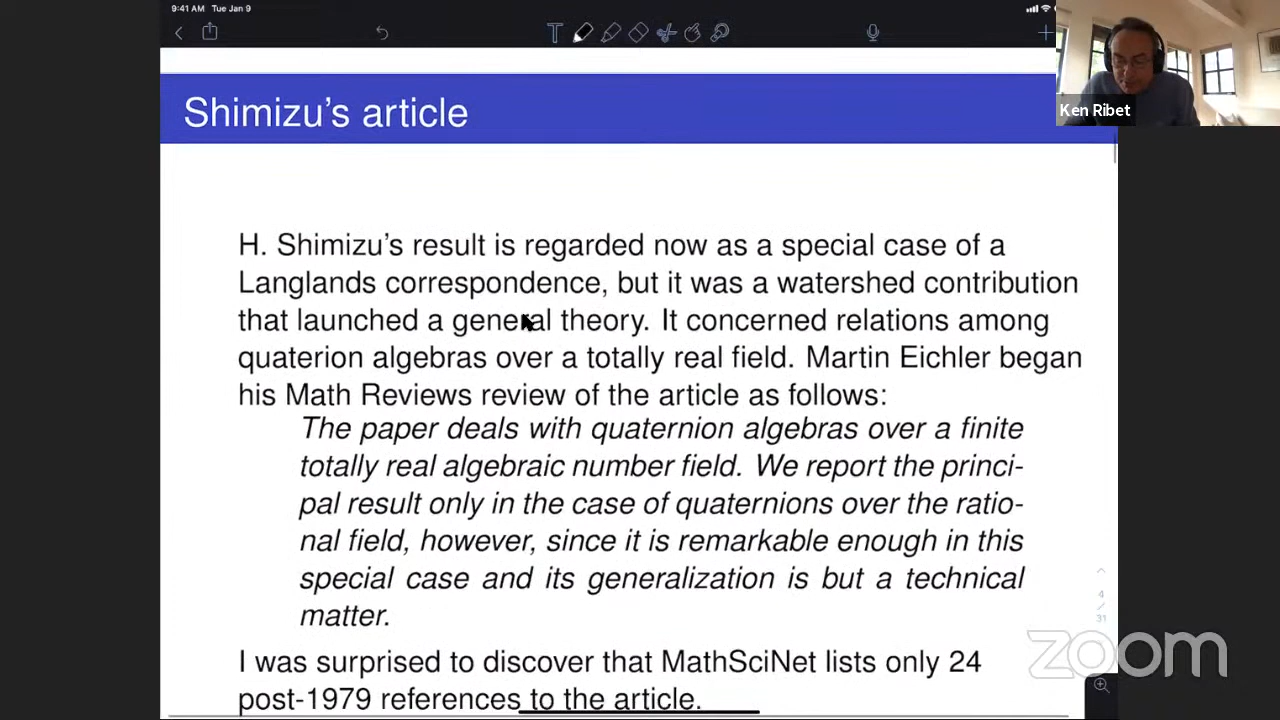 9:41 AM Tue Jan 9
Ken Ribet
Shimizu's article
H. Shimizu's result is regarded now as a special case of a
Langlands correspondence, but it was a watershed contribution
that launched a general theory. It concerned relations among
quaterion algebras over a totally real field. Martin Eichler began
his Math Reviews review of the article as follows:
The paper deals with quaternion algebras over a finite
totally real algebraic number field. We report the princi-
pal result only in the case of quaternions over the ratio-
nal field, however, since it is remarkable enough in this
special case and its generalization is but a technical
matter.
I was surprised to discover that MathSciNet lists only 24
post-1979 references to the article.
4
/
31
zoom